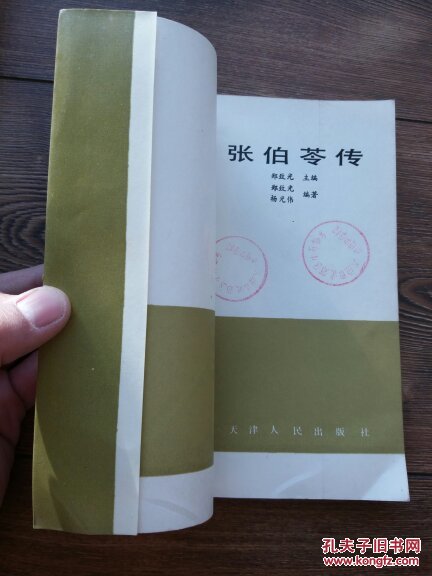 张伯苓传
郑致光 主编
郑致光
杨光伟 编著
天津人民出版社
孔夫子旧书网
KONGFZ.COM